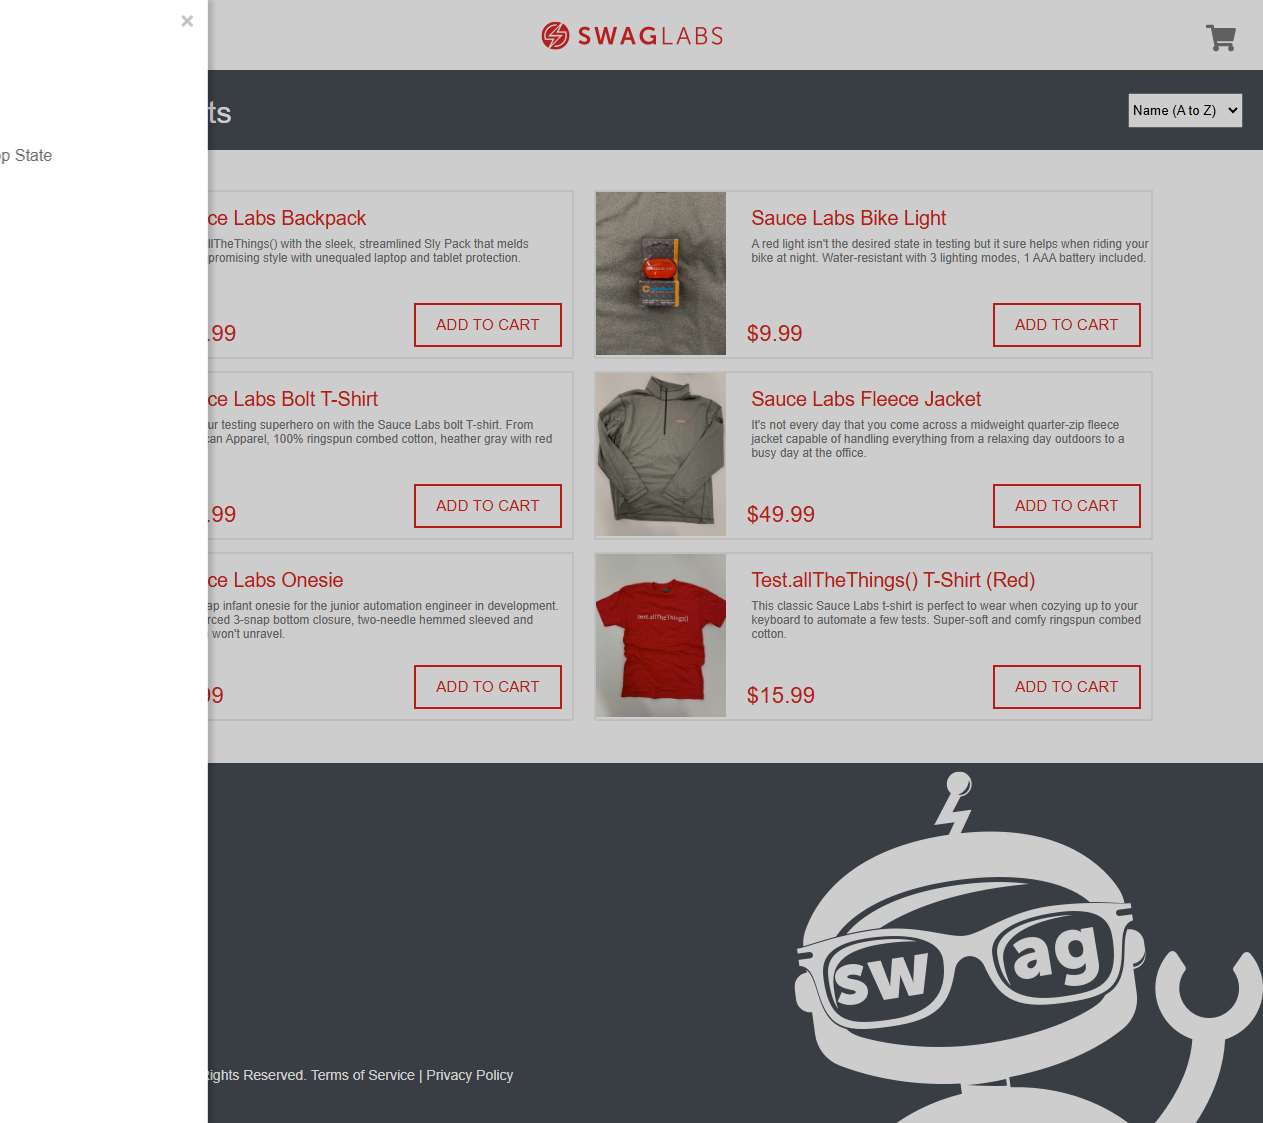 ×
SWAGLABS
ts
Name (A to Z)
p State
ce Labs Backpack
llTheThings() with the sleek, streamlined Sly Pack that melds
promising style with unequaled laptop and tablet protection.
.99
ADD TO CART
Sauce Labs Bike Light
A red light isn't the desired state in testing but it sure helps when riding your
bike at night. Water-resistant with 3 lighting modes, 1 AAA battery included.
$9.99
ADD TO CART
ce Labs Bolt T-Shirt
ur testing superhero on with the Sauce Labs bolt T-shirt. From
can Apparel, 100% ringspun combed cotton, heather gray with red
.99
ADD TO CART
Sauce Labs Fleece Jacket
It's not every day that you come across a midweight quarter-zip fleece
jacket capable of handling everything from a relaxing day outdoors to a
busy day at the office.
$49.99
ADD TO CART
ce Labs Onesie
ap infant onesie for the junior automation engineer in development.
rced 3-snap bottom closure, two-needle hemmed sleeved and
won't unravel.
99
ADD TO CART
Test.allTheThings() T-Shirt (Red)
This classic Sauce Labs t-shirt is perfect to wear when cozying up to your
keyboard to automate a few tests. Super-soft and comfy ringspun combed
cotton.
$15.99
ADD TO CART
test.allTheThings()
swag
Rights Reserved. Terms of Service | Privacy Policy